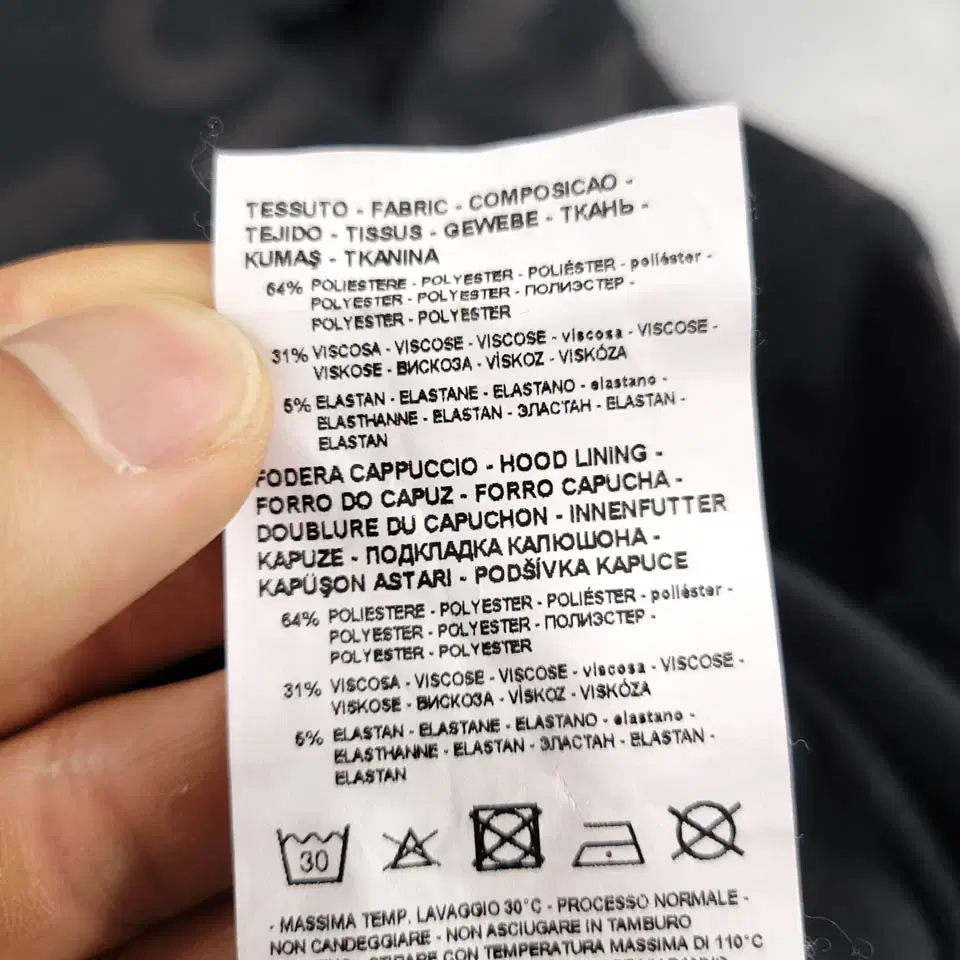 TESSUTO - FABRIC - COMPOSICAO -
TEJIDO - TISSUS - GEWEBE - ТКАНЬ -
KUMAŞ - TKANINA
64% POLIESTERE - POLYESTER - POLIÉSTER - poliéster -
POLYESTER - POLYESTER - ПОЛИЭСТЕР -
POLYESTER - POLYESTER
31% VISCOSA - VISCOSE - VISCOSE - viscosa - VISCOSE -
VISKOSE - ВИСКОЗА - VİSKOZ - VISKÓZA
5% ELASTAN - ELASTANE - ELASTANO - elastano -
ELASTHANNE - ELASTAN - ЭЛАСТАН - ELASTAN -
ELASTAN
FODERA CAPPUCCIO - HOOD LINING -
FORRO DO CAPUZ - FORRO CAPUCHA -
DOUBLURE DU CAPUCHON - INNENFUTTER
KAPUZE - ПОДКЛАДКА КАПЮШОНА -
KAPÜŞON ASTARI - PODŠÍVKA KAPUCE
64% POLIESTERE - POLYESTER - POLIÉSTER - poliéster -
POLYESTER - POLYESTER - ПОЛИЭСТЕР -
POLYESTER - POLYESTER
31% VISCOSA - VISCOSE - VISCOSE - viscosa - VISCOSE -
VISKOSE - ВИСКОЗА - VİSKOZ - VISKÓZA
5% ELASTAN - ELASTANE - ELASTANO - elastano -
ELASTHANNE - ELASTAN - ЭЛАСТАН - ELASTAN -
ELASTAN
30
- MASSIMA TEMP. LAVAGGIO 30°C - PROCESSO NORMALE -
NON CANDEGGIARE - NON ASCIUGARE IN TAMBURO
STIRARE CON TEMPERATURA MASSIMA DI 110°C